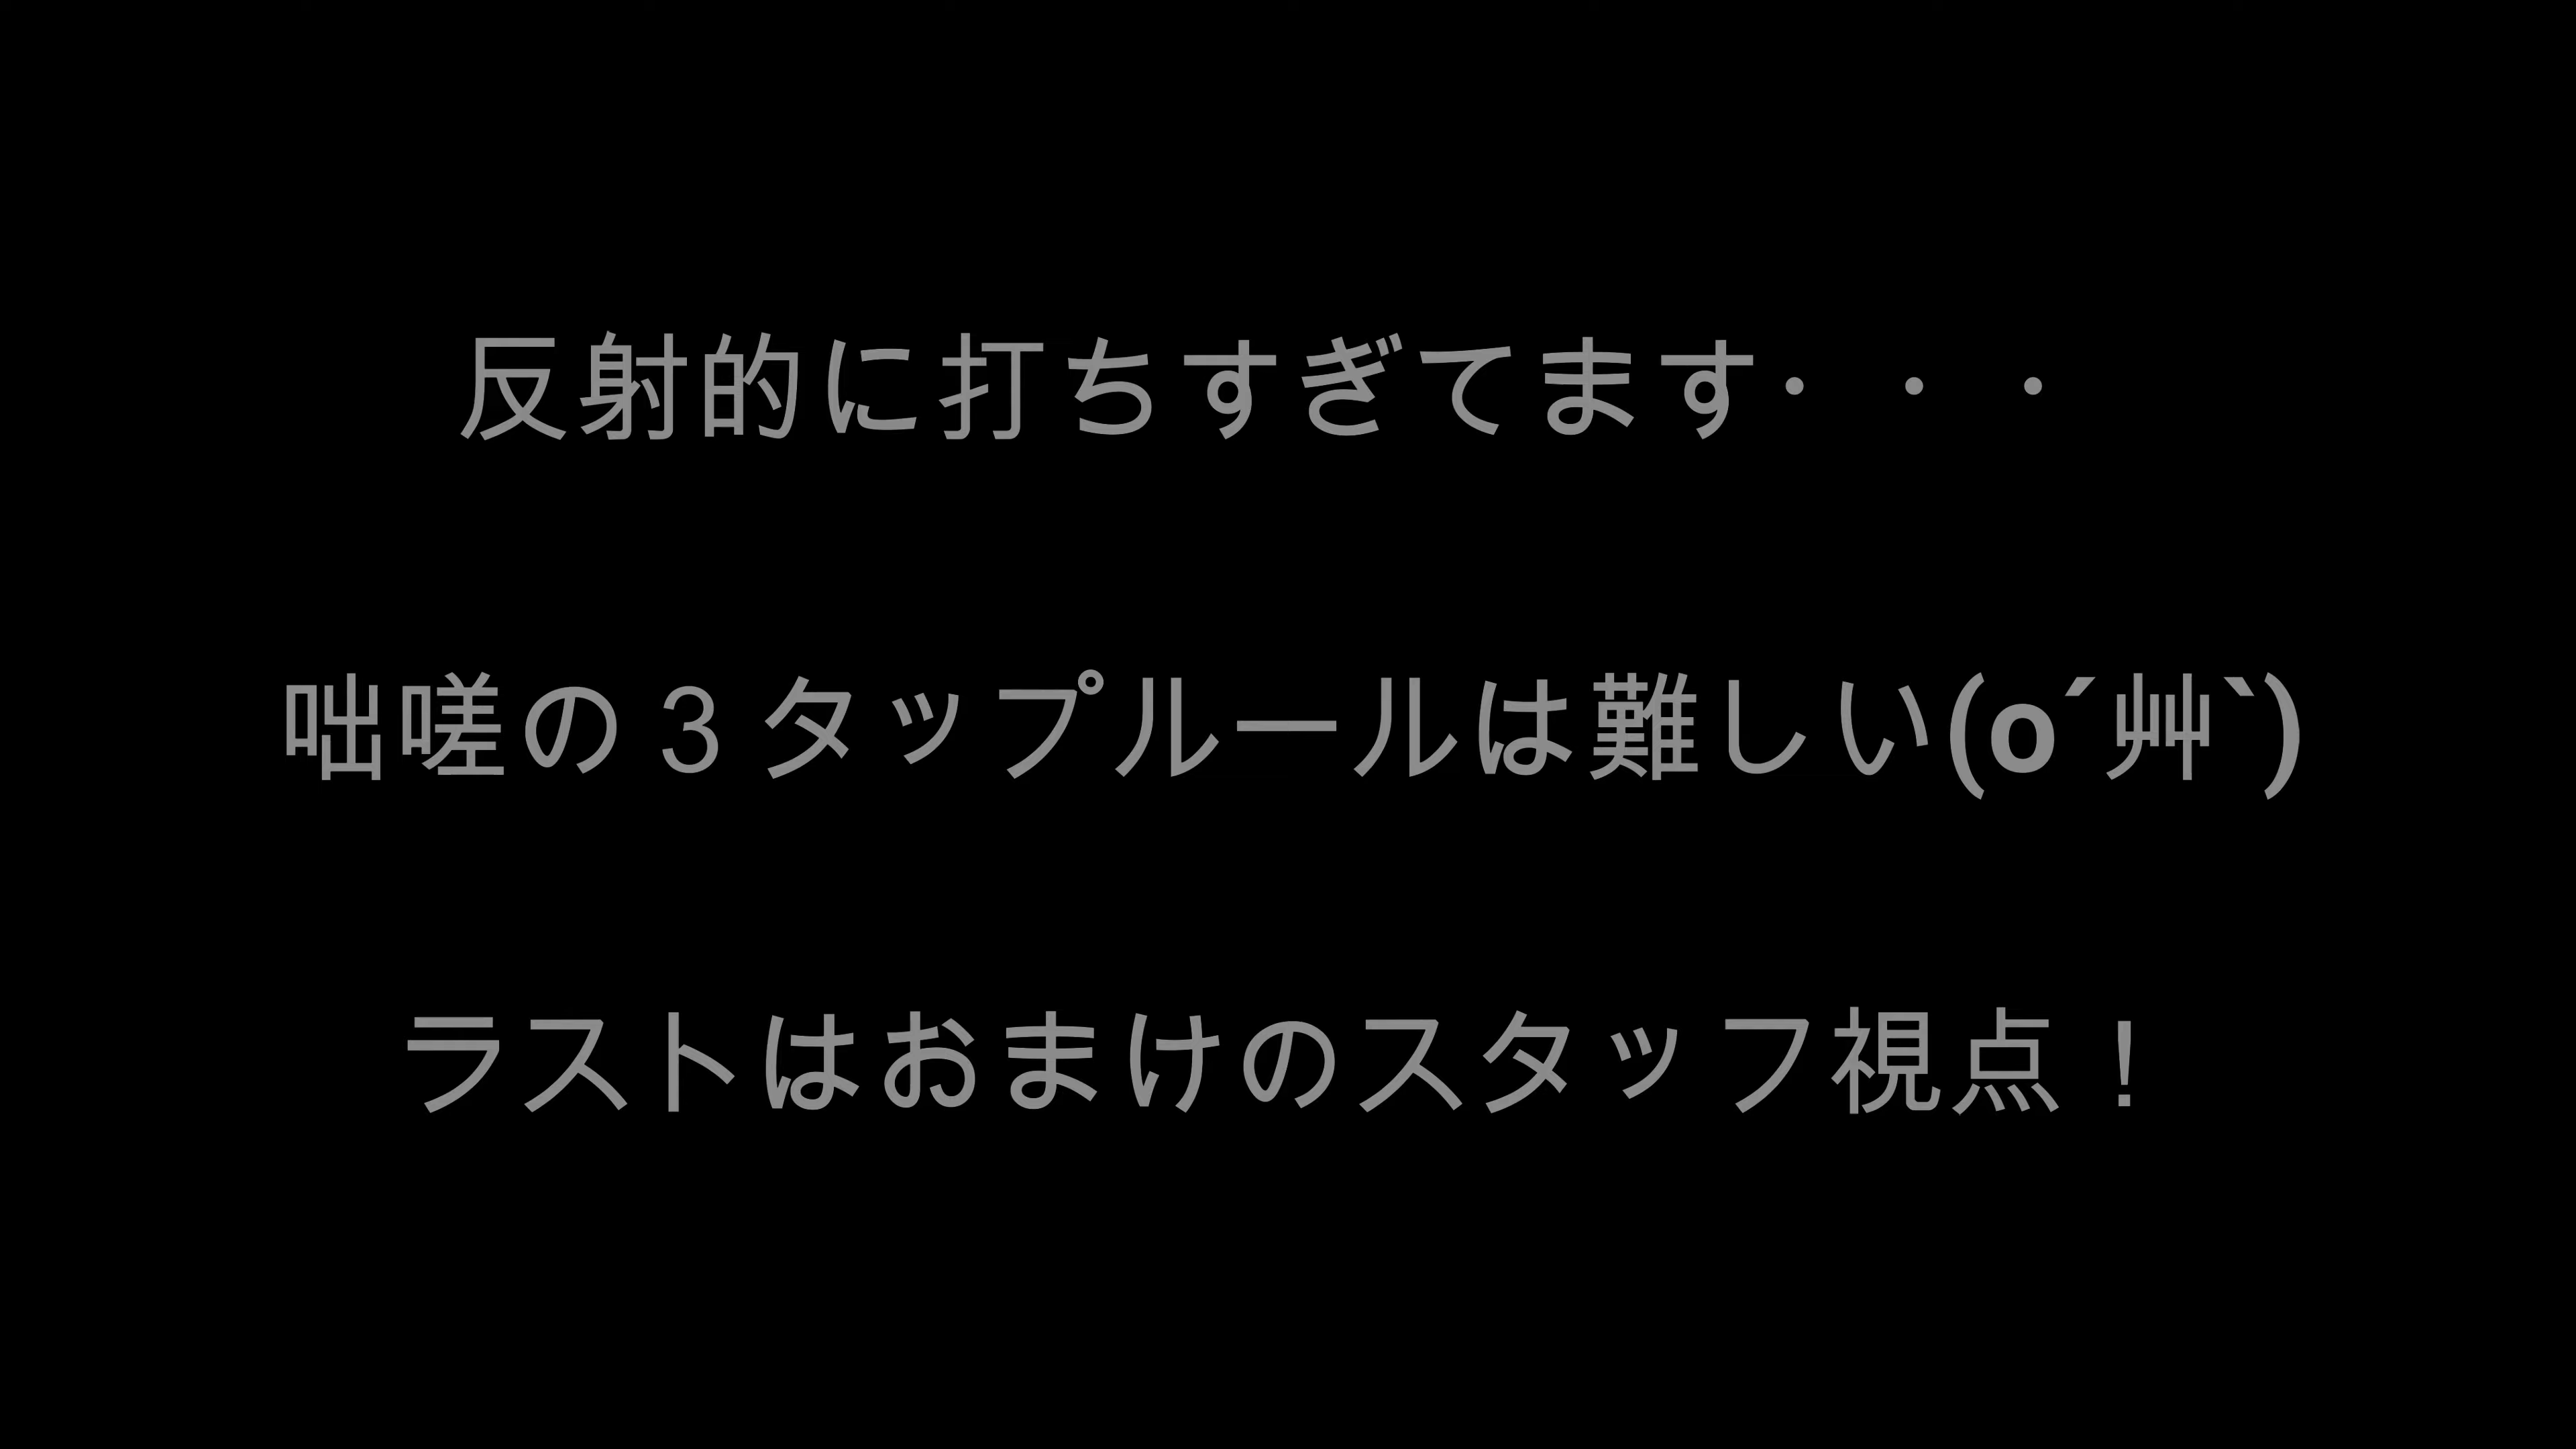 反射的に打ちすぎてます・・・
咄嗟の３タップルールは難しい(o´艸`)
ラストはおまけのスタッフ視点！